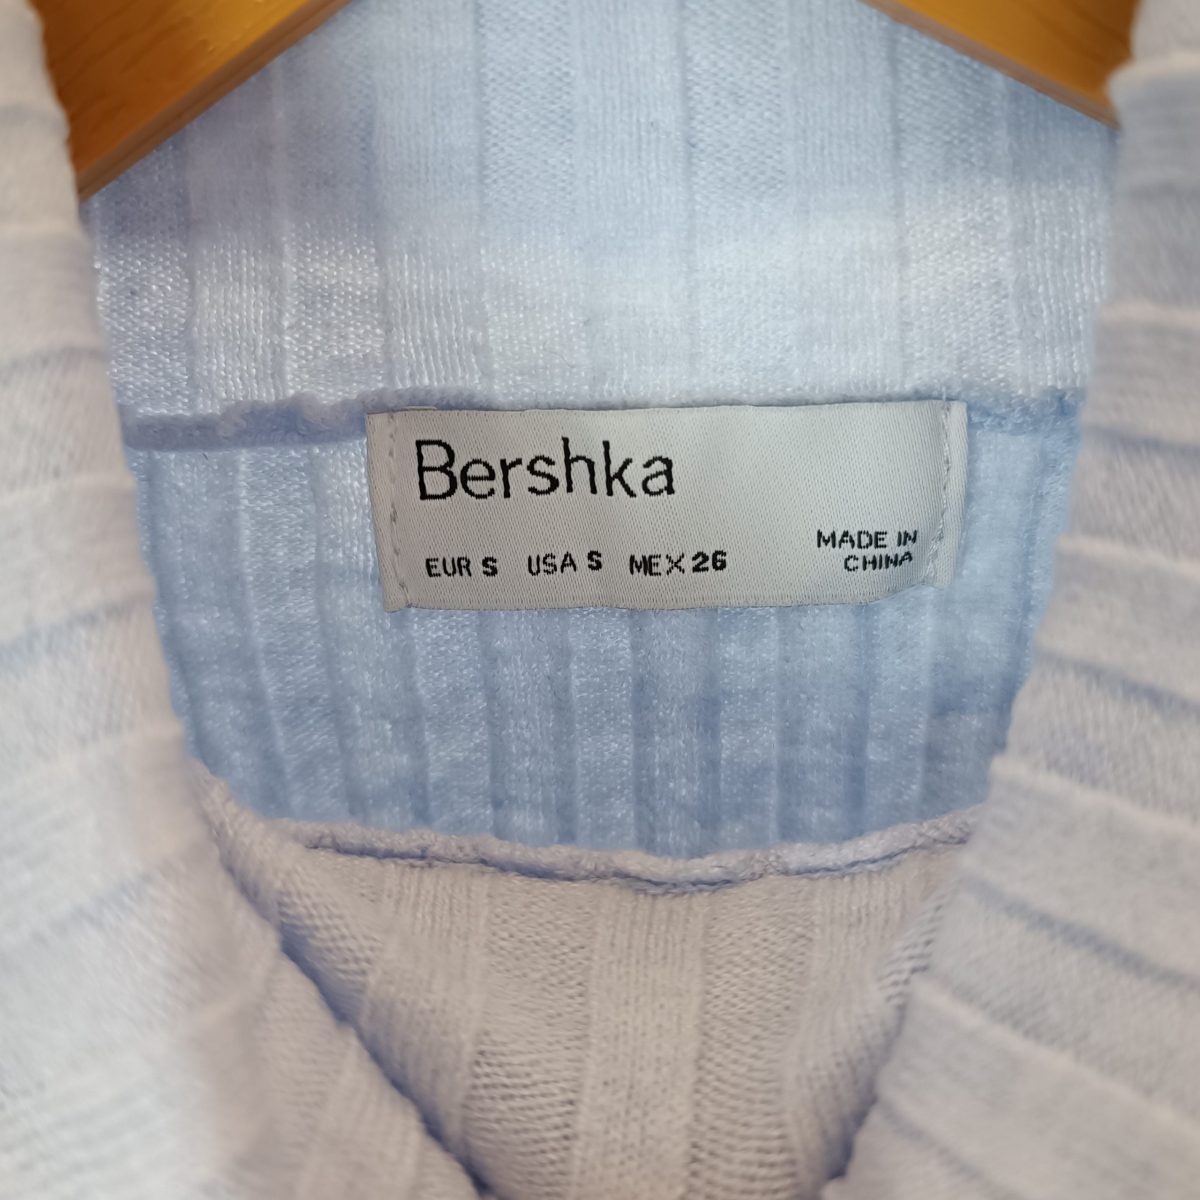 Bershka
EUR S USA S MEX 26
MADE IN
CHINA